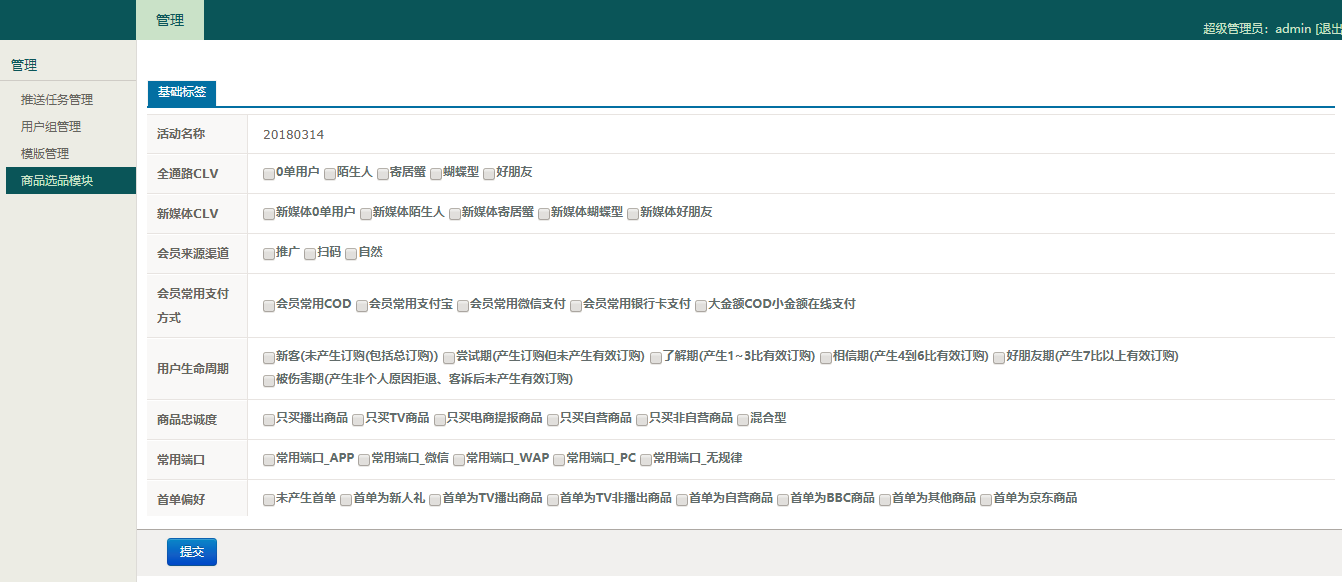 管理
超级管理员：admin [退出
管理
推送任务管理
用户组管理
模版管理
商品选品模块
基础标签
活动名称 20180314
全通路CLV 0单用户 陌生人 寄居蟹 蝴蝶型 好朋友
新媒体CLV 新媒体0单用户 新媒体陌生人 新媒体寄居蟹 新媒体蝴蝶型 新媒体好朋友
会员来源渠道 推广 扫码 自然
会员常用支付
方式
会员常用COD 会员常用支付宝 会员常用微信支付 会员常用银行卡支付 大金额COD小金额在线支付
用户生命周期
新客(未产生订购(包括总订购)) 尝试期(产生订购但未产生有效订购) 了解期(产生1~3比有效订购) 相信期(产生4到6比有效订购) 好朋友期(产生7比以上有效订购)
被伤害期(产生非个人原因拒退、客诉后未产生有效订购)
商品忠诚度 只买播出商品 只买TV商品 只买电商提报商品 只买自营商品 只买非自营商品 混合型
常用端口 常用端口_APP 常用端口_微信 常用端口_WAP 常用端口_PC 常用端口_无规律
首单偏好 未产生首单 首单为新人礼 首单为TV播出商品 首单为TV非播出商品 首单为自营商品 首单为BBC商品 首单为其他商品 首单为京东商品
提交